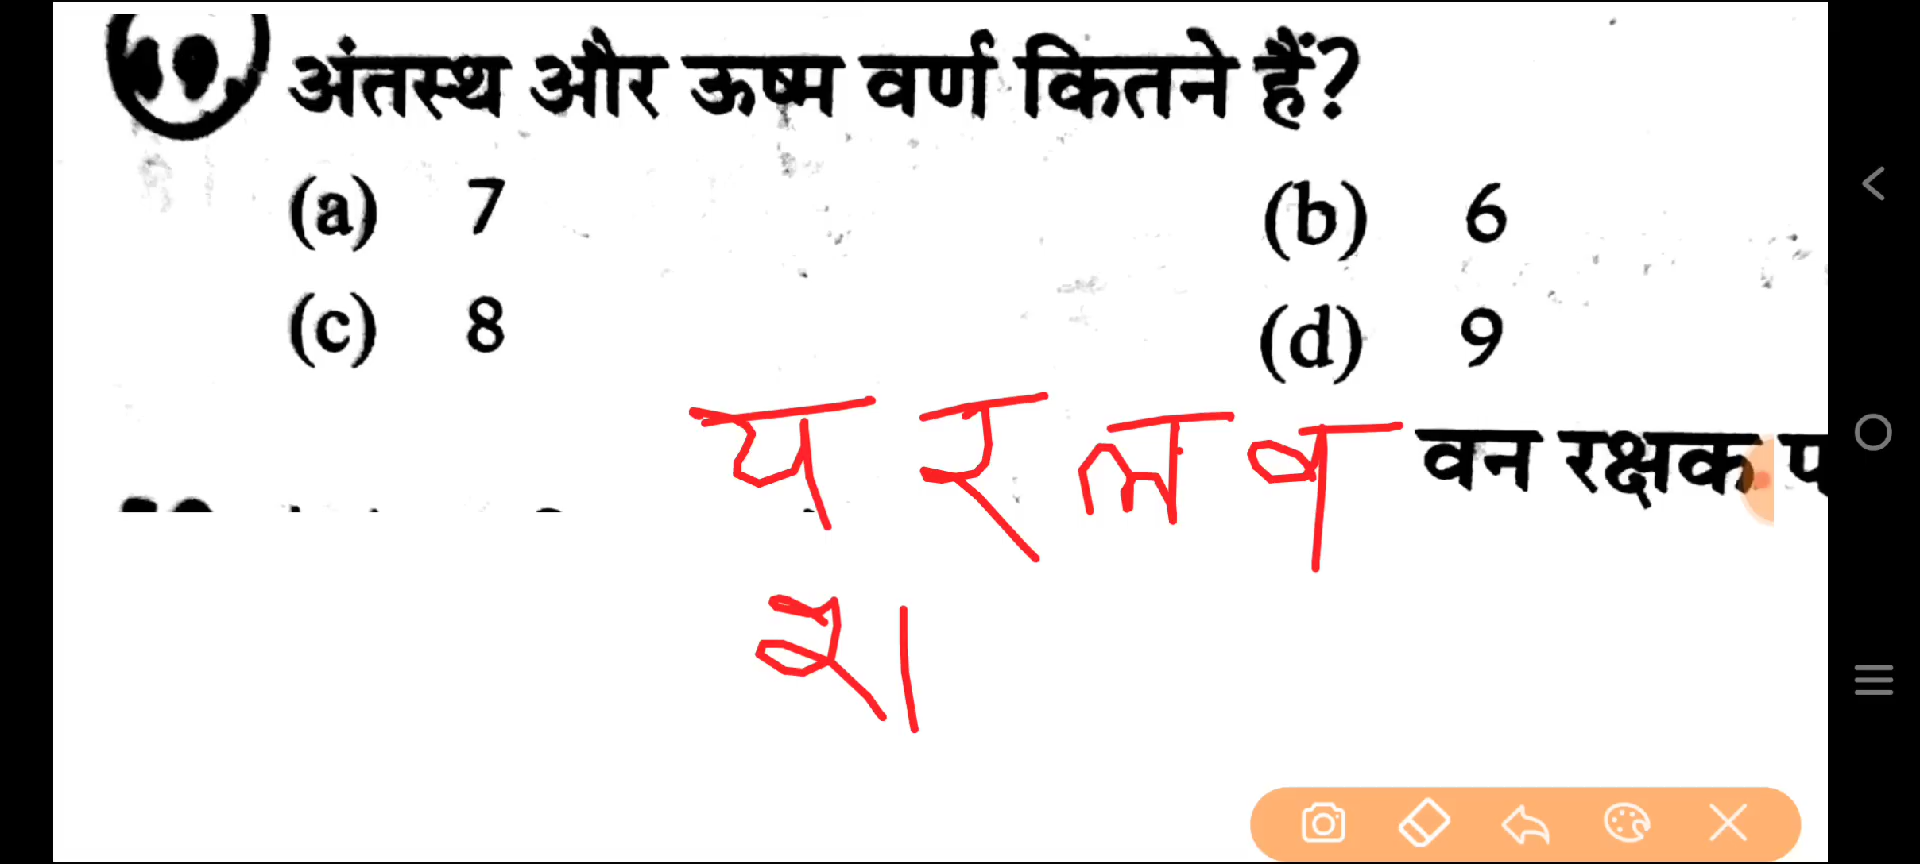 अंतस्थ और ऊष्म वर्ण कितने हैं?
(a) 7 (b) 6
(c) 8 (d) 9
य र ल व वन रक्षक
श